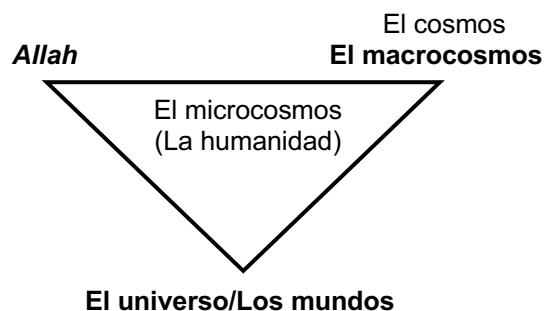 El cosmos
Allah
El macrocosmos
El microcosmos
(La humanidad)
El universo/Los mundos